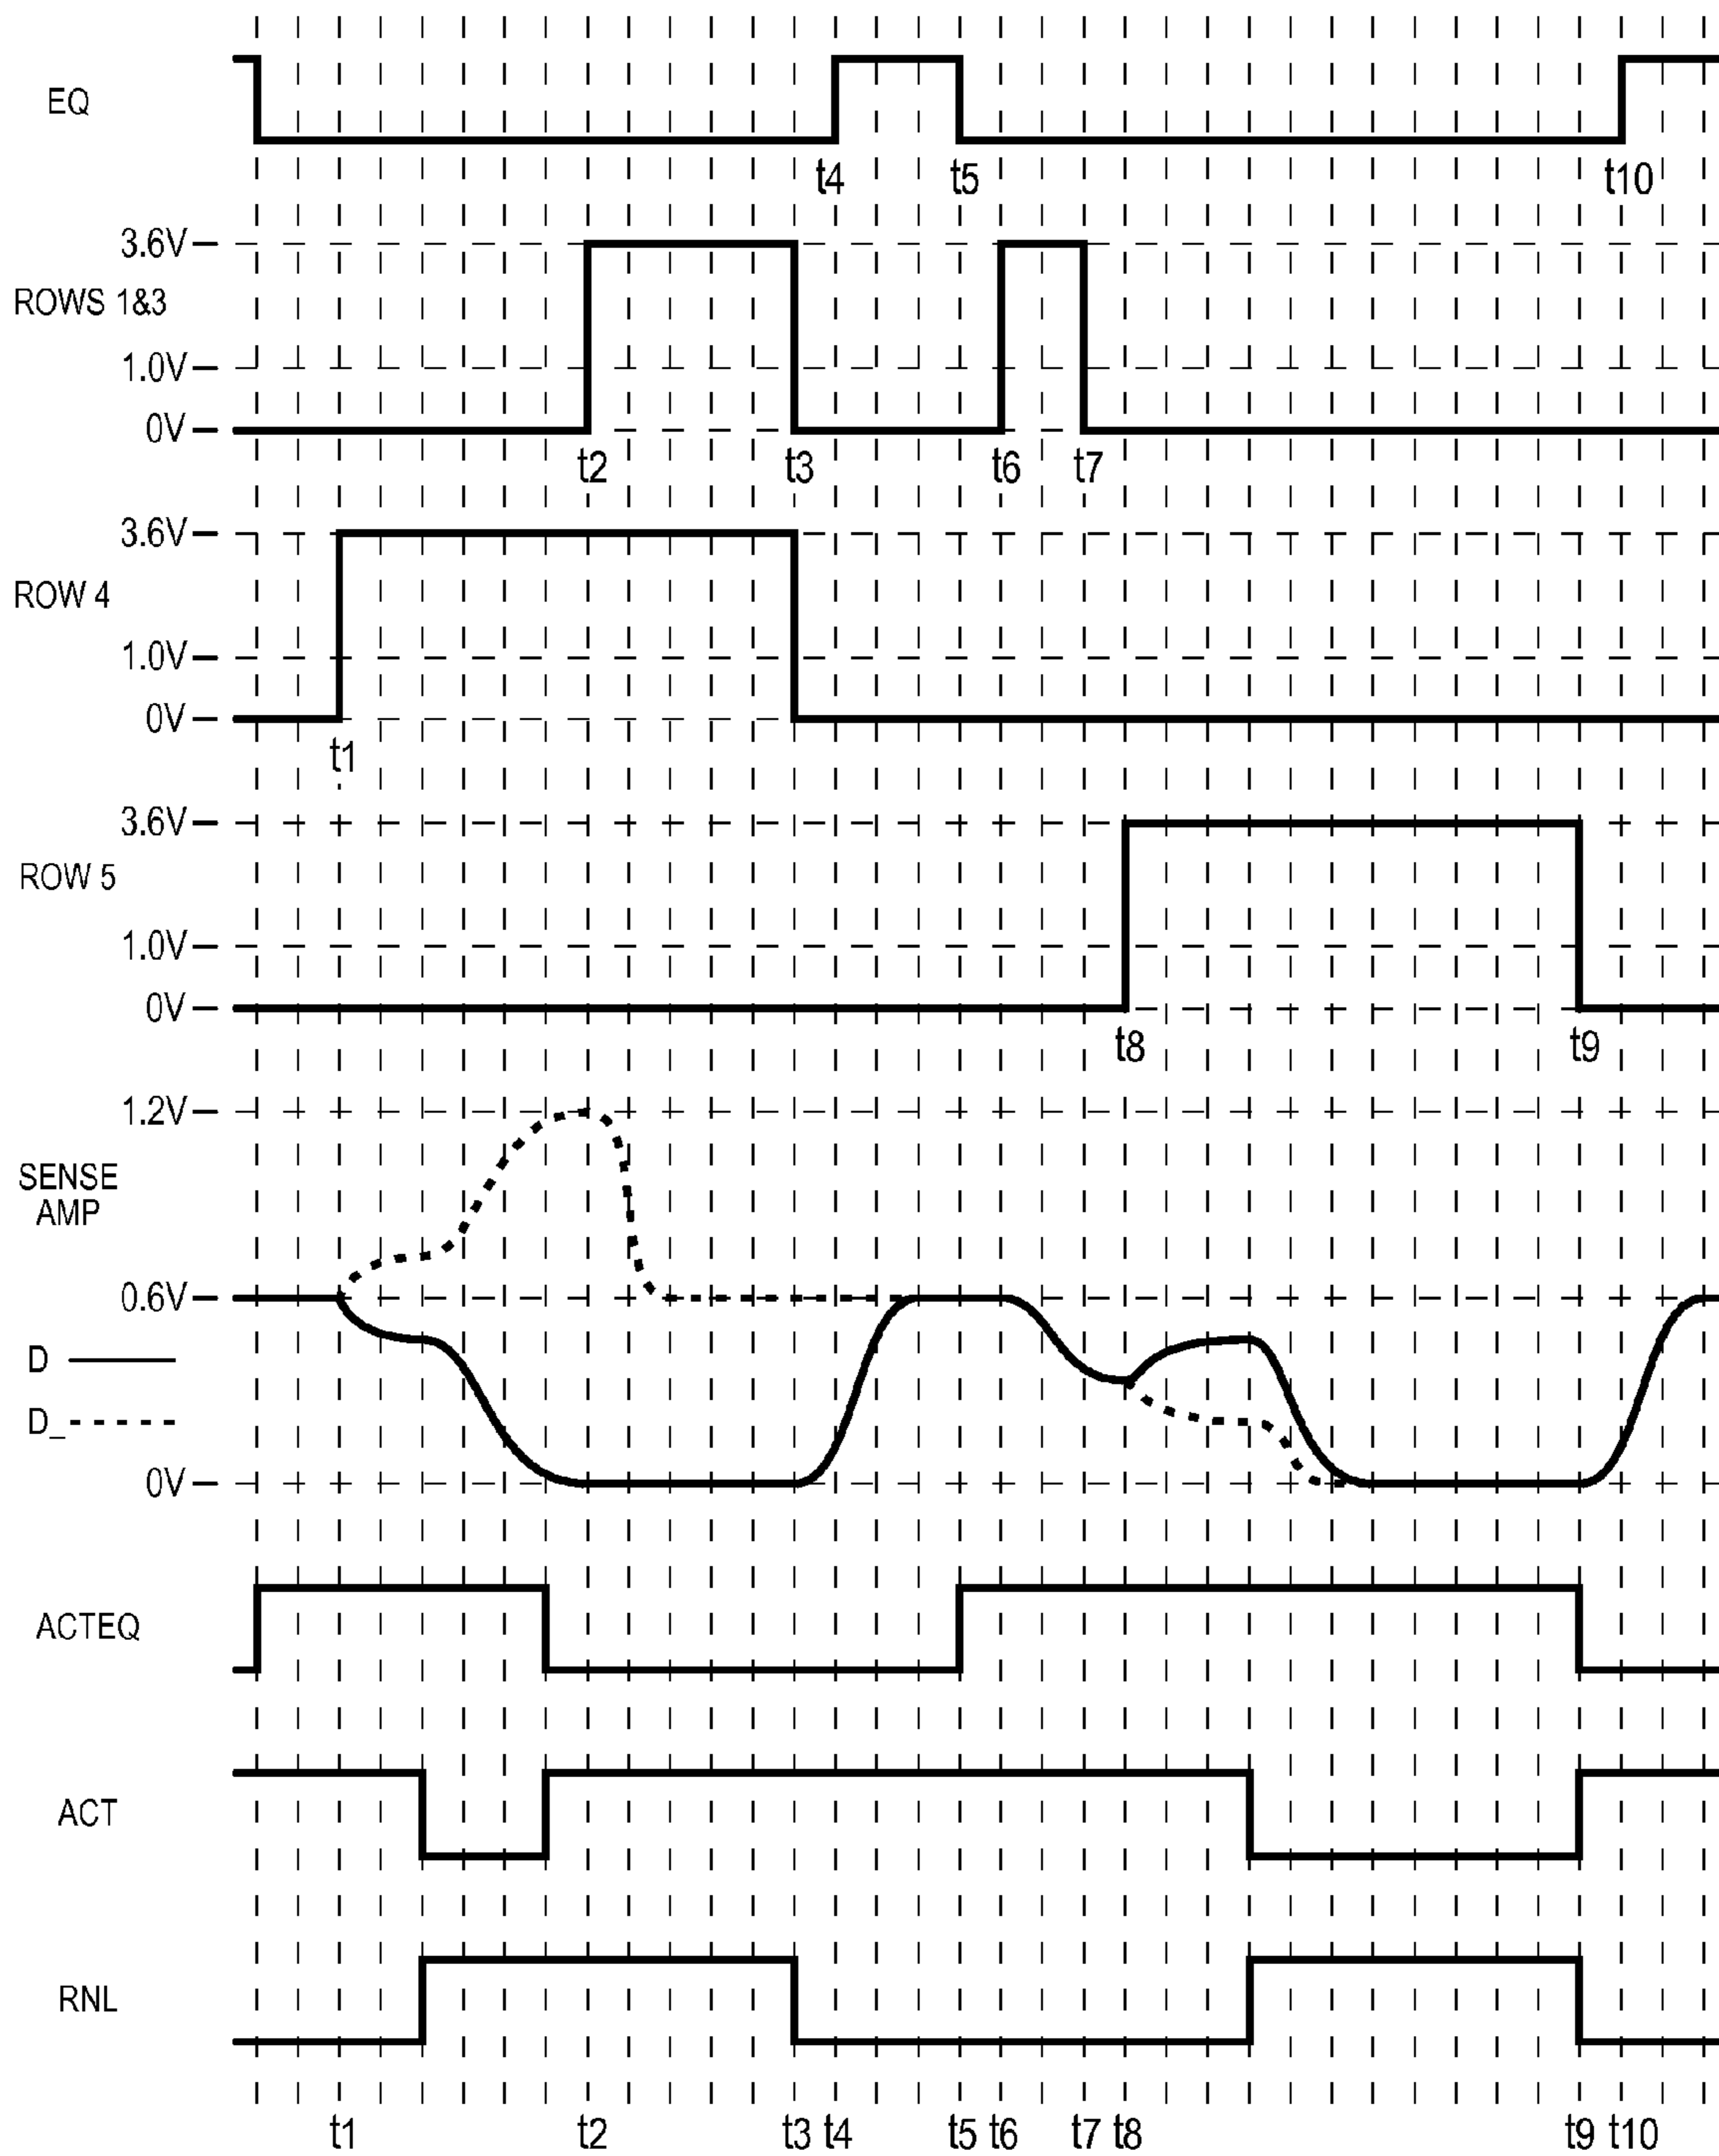 EQ
t4 t5 t10
3.6V
ROWS 1&3
1.0V
0V
t2 t3 t6 t7
3.6V
ROW 4
1.0V
0V
t1
3.6V
ROW 5
1.0V
0V
t8 t9
1.2V
SENSE
AMP
0.6V
D
D_
0V
ACTEQ
ACT
RNL
t1 t2 t3 t4 t5 t6 t7 t8 t9 t10